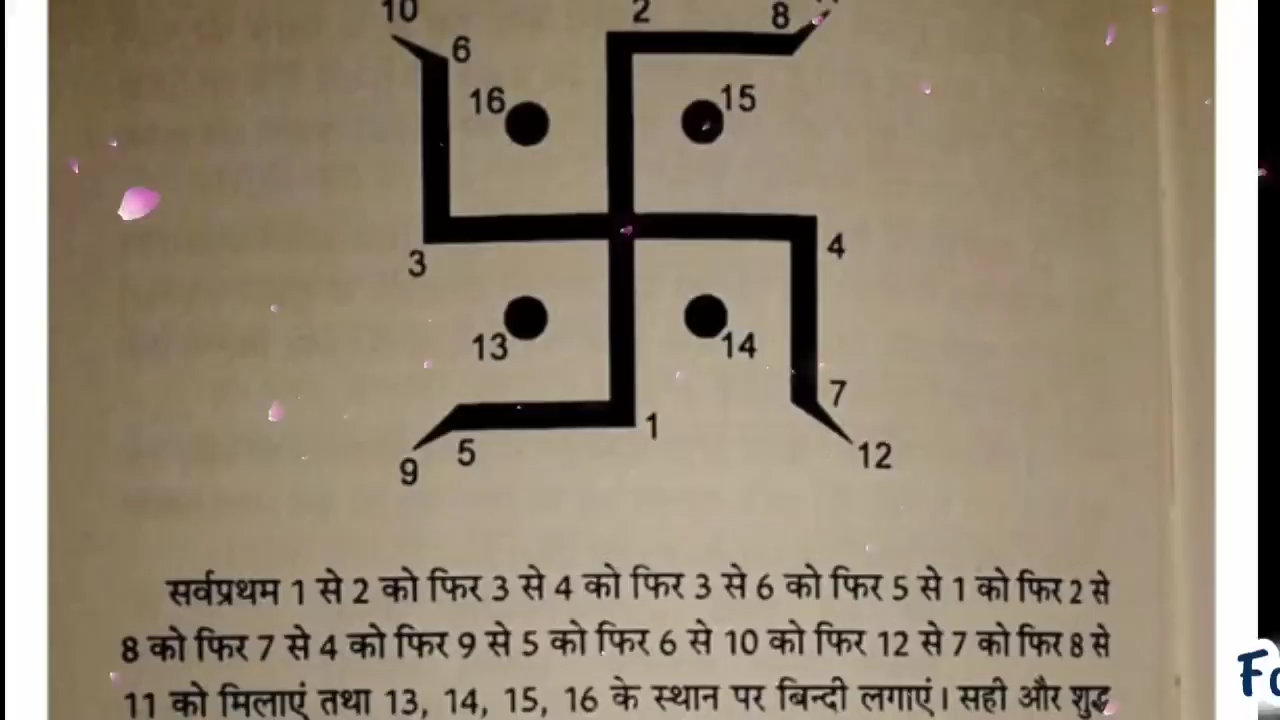 10 2 8
6
16 15
3 4
13 14
7
1
5 12
9
सर्वप्रथम 1 से 2 को फिर 3 से 4 को फिर 3 से 6 को फिर 5 से 1 को फिर 2 से
8 को फिर 7 से 4 को फिर 9 से 5 को फिर 6 से 10 को फिर 12 से 7 को फिर 8 से
11 को मिलाएं तथा 13, 14, 15, 16 के स्थान पर बिन्दी लगाएं। सही और शुद्ध